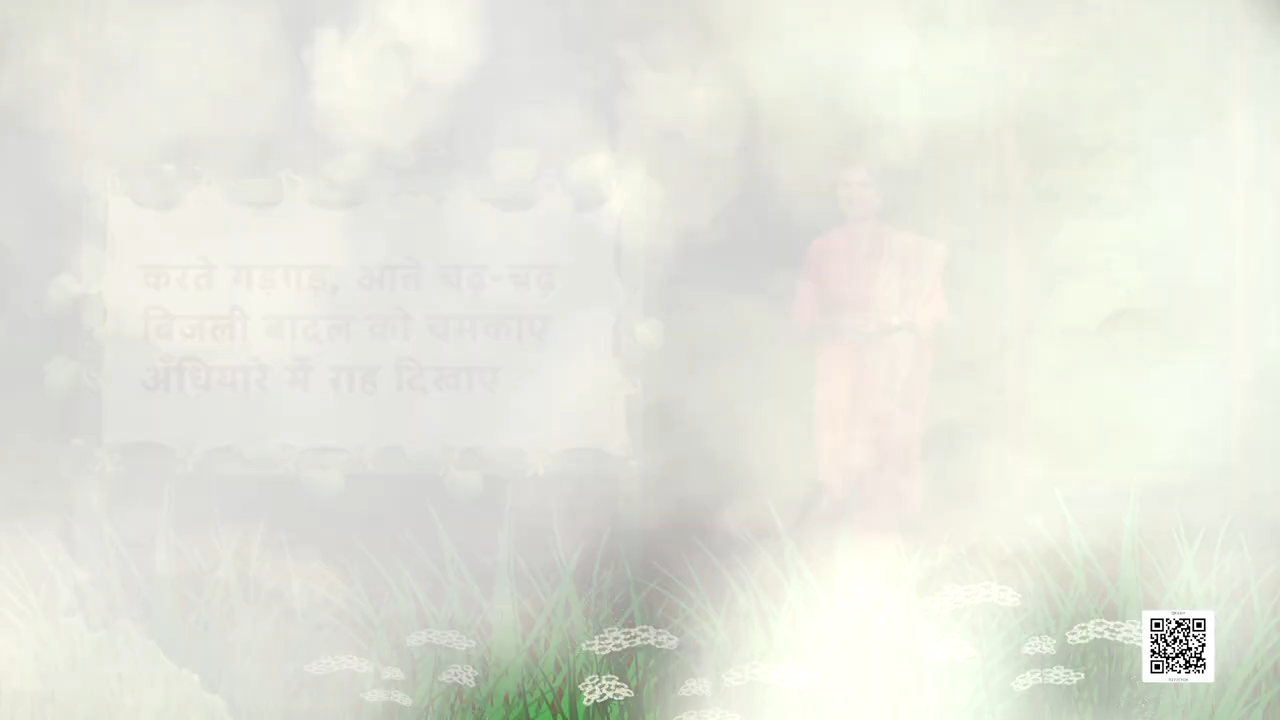 करते गड़गड, आते चढ़-चढ़
बिजली बादल को चमकाए
अँधियारे में राह दिखाए